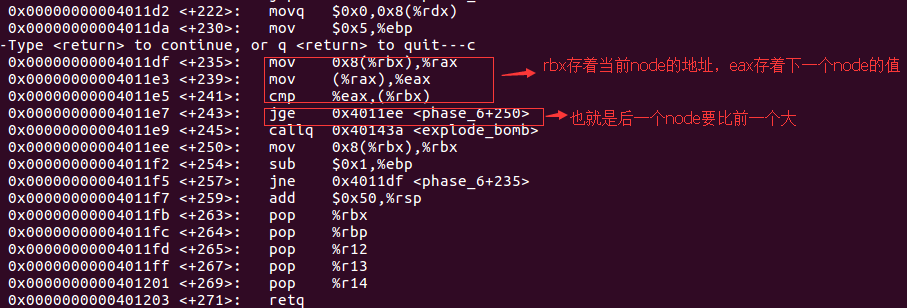 0x00000000004011d2 <+222>: movq $0x0,0x8(%rdx)
0x00000000004011da <+230>: mov $0x5,%ebp
-Type <return> to continue, or q <return> to quit---c
0x00000000004011df <+235>: mov 0x8(%rbx),%rax
rbx存着当前node的地址，eax存着下一个node的值
0x00000000004011e3 <+239>: mov (%rax),%eax
0x00000000004011e5 <+241>: cmp %eax,(%rbx)
0x00000000004011e7 <+243>: jge 0x4011ee <phase_6+250>
也就是后一个node要比前一个大
0x00000000004011e9 <+245>: callq 0x40143a <explode_bomb>
0x00000000004011ee <+250>: mov 0x8(%rbx),%rbx
0x00000000004011f2 <+254>: sub $0x1,%ebp
0x00000000004011f5 <+257>: jne 0x4011df <phase_6+235>
0x00000000004011f7 <+259>: add $0x50,%rsp
0x00000000004011fb <+263>: pop %rbx
0x00000000004011fc <+264>: pop %rbp
0x00000000004011fd <+265>: pop %r12
0x00000000004011ff <+267>: pop %r13
0x0000000000401201 <+269>: pop %r14
0x0000000000401203 <+271>: retq